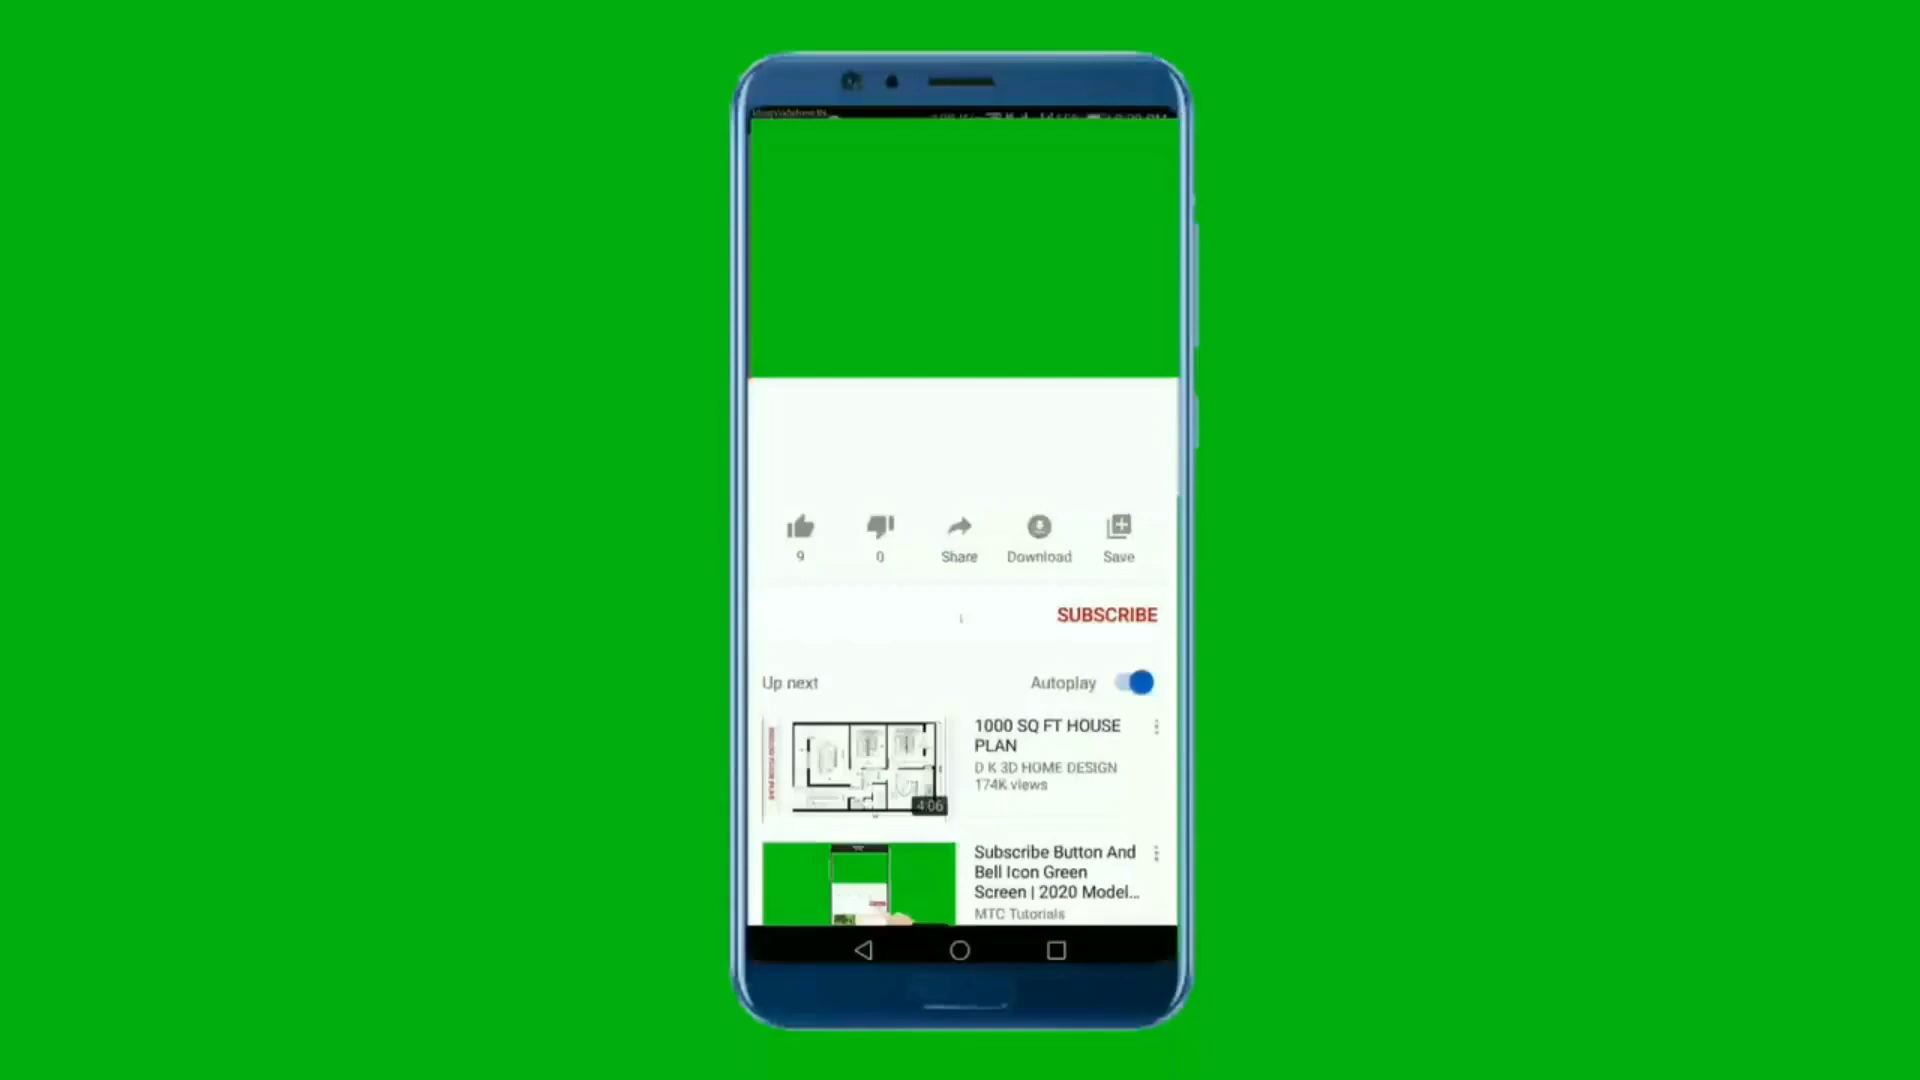 9
0
Share
Download
Save
SUBSCRIBE
Up next
Autoplay
1000 SQ FT HOUSE
PLAN
D K 3D HOME DESIGN
174K views
4:06
Subscribe Button And
Bell Icon Green
Screen | 2020 Model...
MTC Tutorials